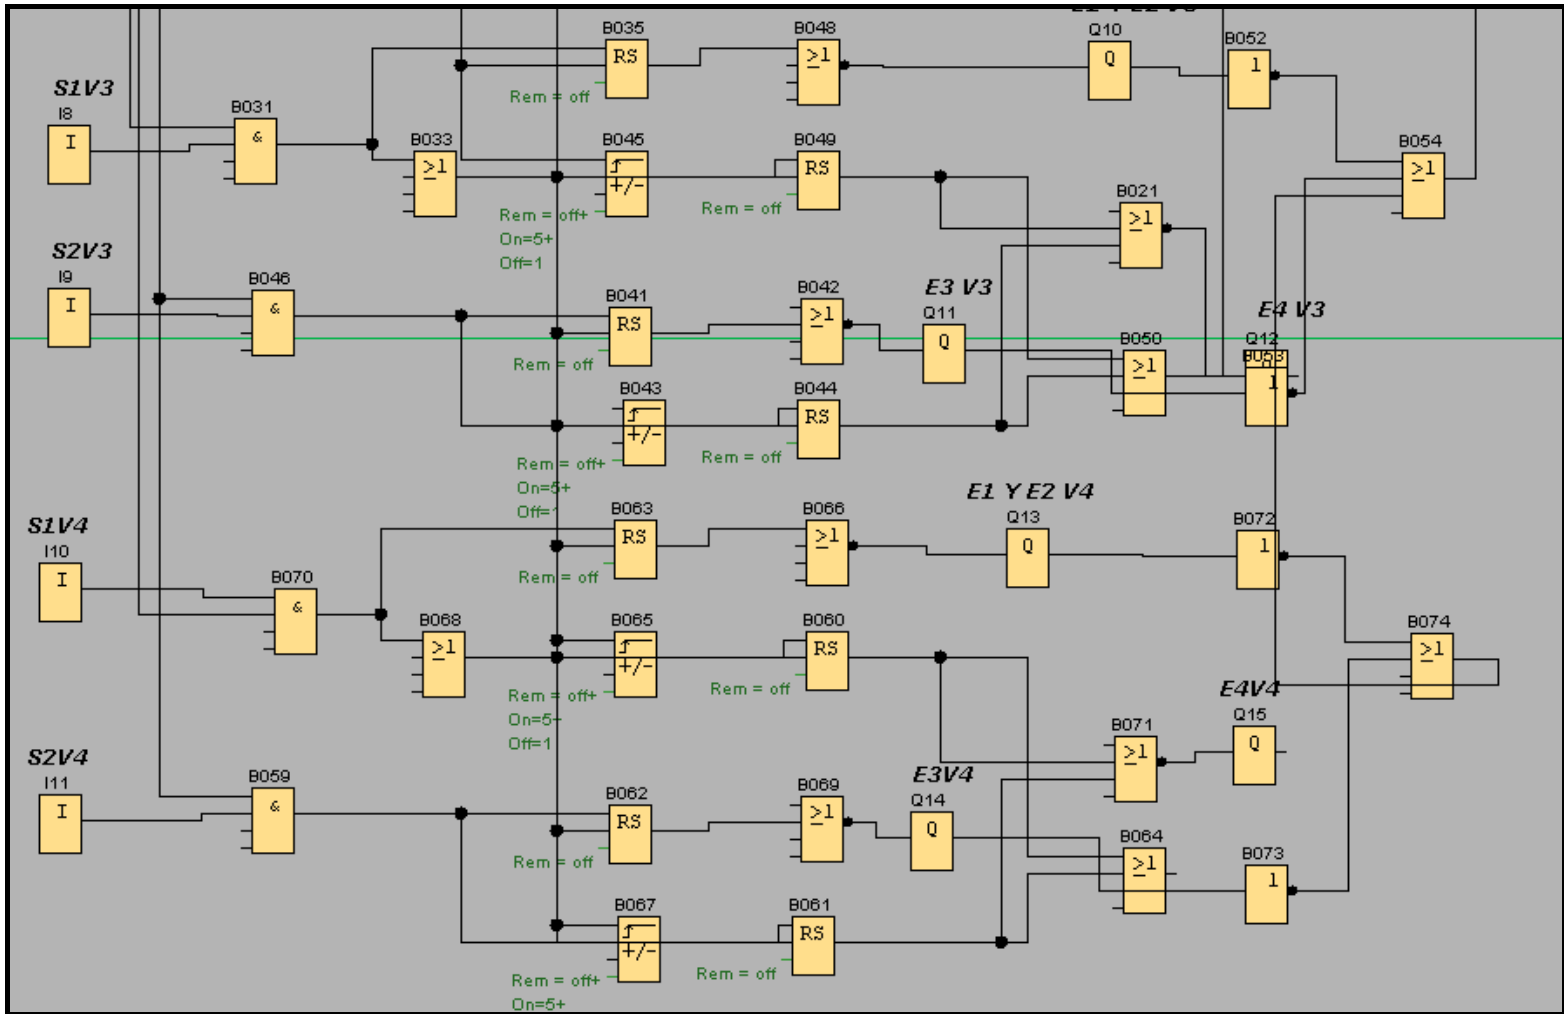 B035
RS
Rem = off
B048
≥1
Q10
Q
B052
1
S1V3
I8
I
B031
&
B033
≥1
B045
+/-
Rem = off+
On=5+
Off=1
B049
RS
Rem = off
B021
≥1
B054
≥1
S2V3
I9
I
B046
&
B041
RS
Rem = off
B042
≥1
E3 V3
Q11
Q
B050
≥1
E4 V3
Q12
B053
1
B043
+/-
Rem = off+
On=5+
Off=1
B044
RS
Rem = off
S1V4
I10
I
B070
&
B063
RS
Rem = off
B066
≥1
E1 Y E2 V4
Q13
Q
B072
1
B068
≥1
B065
+/-
Rem = off+
On=5+
Off=1
B060
RS
Rem = off
B074
≥1
E4V4
Q15
Q
B071
≥1
S2V4
I11
I
B059
&
B062
RS
Rem = off
B069
≥1
E3V4
Q14
Q
B064
≥1
B073
1
B067
+/-
Rem = off+
On=5+
B061
RS
Rem = off